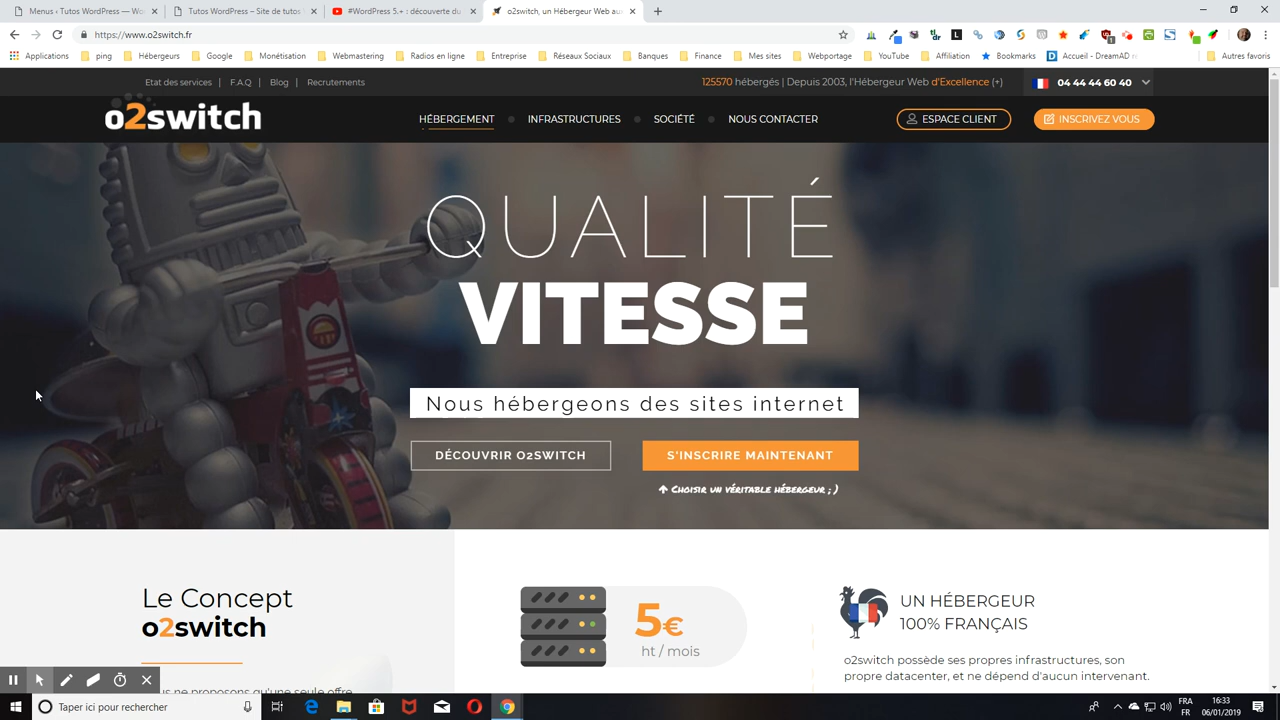 Menus ‹ Tutos WordPress — Wo
Tutos WordPress – Site de tutos
#WordPress 5.+ : découverte du
o2switch, un Hébergeur Web au
https://www.o2switch.fr
Applications
ping
Hébergeurs
Google
Monétisation
Webmastering
Radios en ligne
Entreprise
Réseaux Sociaux
Banques
Finance
Mes sites
Webportage
YouTube
Affiliation
Bookmarks
Accueil - DreamAD
Autres favoris
Etat des services | F.A.Q | Blog | Recrutements
125570 hébergés | Depuis 2003, l'Hébergeur Web d'Excellence (+)
04 44 44 60 40
o2switch
HÉBERGEMENT
INFRASTRUCTURES
SOCIÉTÉ
NOUS CONTACTER
ESPACE CLIENT
INSCRIVEZ VOUS
QUALITÉ
VITESSE
Nous hébergeons des sites internet
DÉCOUVRIR O2SWITCH
S'INSCRIRE MAINTENANT
Choisir un véritable hébergeur ; )
Le Concept
o2switch
5€
ht / mois
UN HÉBERGEUR
100% FRANÇAIS
o2switch possède ses propres infrastructures, son
propre datacenter, et ne dépend d'aucun intervenant.
ne proposons qu'une seule offre
Taper ici pour rechercher
FRA
FR
16:33
06/01/2019